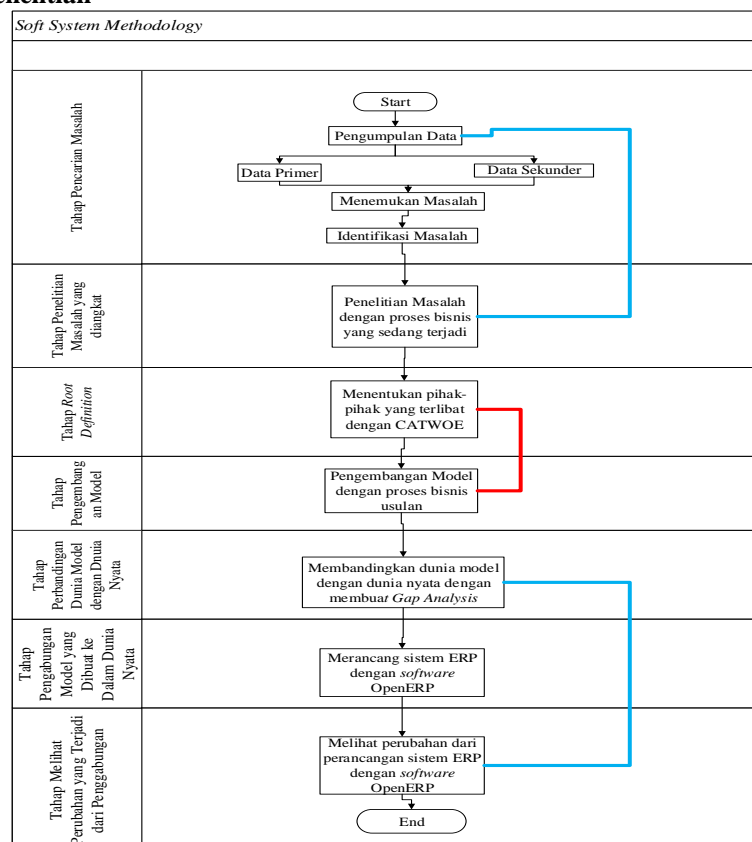 Soft System Methodology
Tahap Pencarian Masalah
Start
Pengumpulan Data
Data Primer
Data Sekunder
Menemukan Masalah
Identifikasi Masalah
Tahap Penelitian
Masalah yang
diangkat
Penelitian Masalah
dengan proses bisnis
yang sedang terjadi
Tahap Root
Definition
Menentukan pihak-
pihak yang terlibat
dengan CATWOE
Tahap
Pengembang
an Model
Pengembangan Model
dengan proses bisnis
usulan
Tahap
Perbandingan
Dunia Model
dengan Dnuia
Nyata
Membandingkan dunia model
dengan dunia nyata dengan
membuat Gap Analysis
Tahap
Pengabungan
Model yang
Dibuat ke
Dalam Dunia
Nyata
Merancang sistem ERP
dengan software
OpenERP
Tahap Melihat
Perubahan yang Terjadi
dari Penggabungan
Melihat perubahan dari
perancangan sistem ERP
dengan software
OpenERP
End